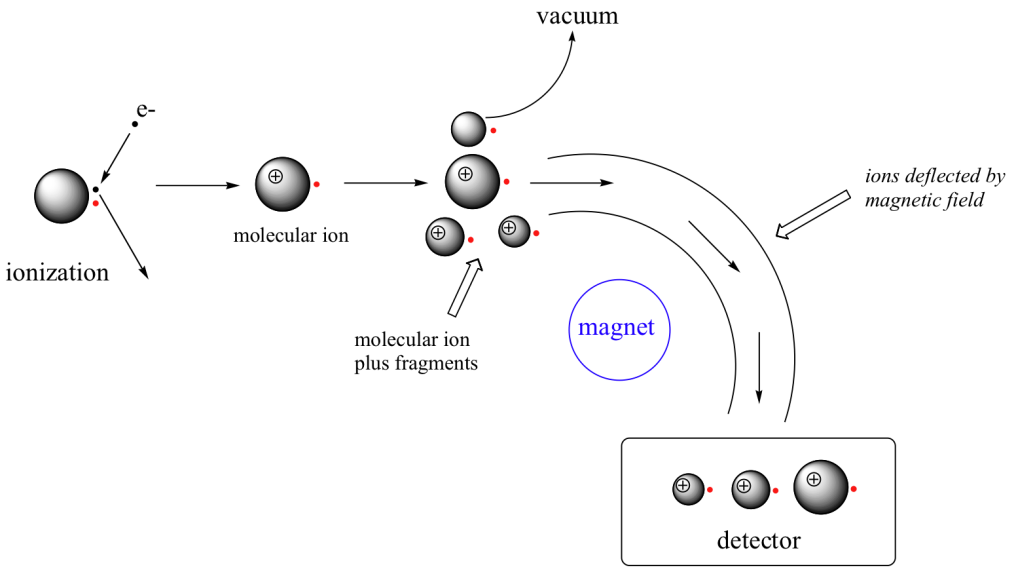 vacuum
e-
ions deflected by
magnetic field
molecular ion
ionization
magnet
molecular ion
plus fragments
detector